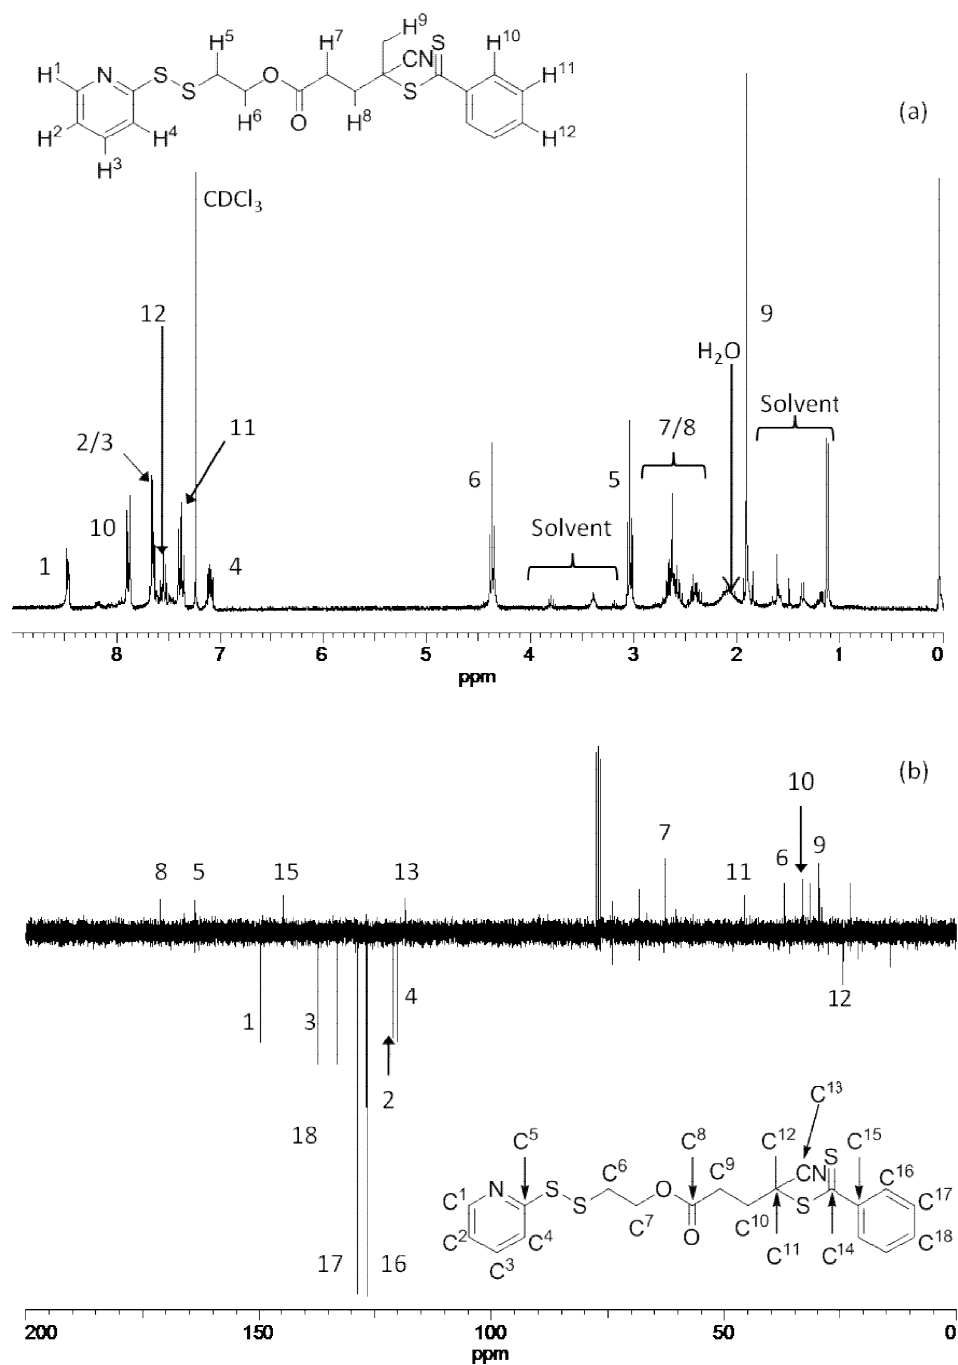 H⁹
H⁵ H⁷ S H¹⁰
H¹ N S O CN H¹¹
S S
H² H⁴ H⁶ O H⁸ H¹²
H³
(a)
CDCl₃
12 9
H₂O
Solvent
2/3 11 7/8
10 6 5
Solvent
1 4
8 7 6 5 4 3 2 1 0
ppm
(b)
10
7
8 5 15 13 11 6 9
1 3 4 12
2
18
C¹³
C⁵ C⁸ C¹² C¹⁵
C⁶ C⁹ S C¹⁶
C¹ N S O CN C¹⁷
S S
C² C⁴ C⁷ O C¹⁰ C¹⁸
C³ C¹¹ C¹⁴
17 16
200 150 100 50 0
ppm